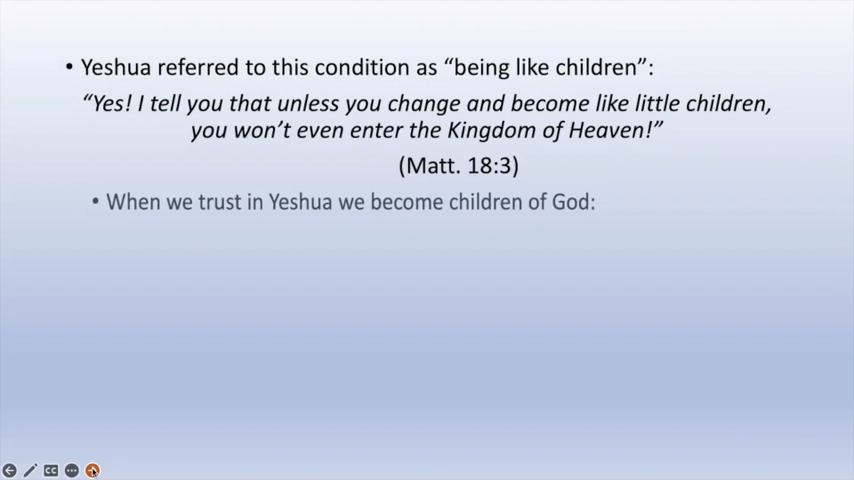 • Yeshua referred to this condition as “being like children”:
“Yes! I tell you that unless you change and become like little children,
you won’t even enter the Kingdom of Heaven!”
(Matt. 18:3)
• When we trust in Yeshua we become children of God:
CC